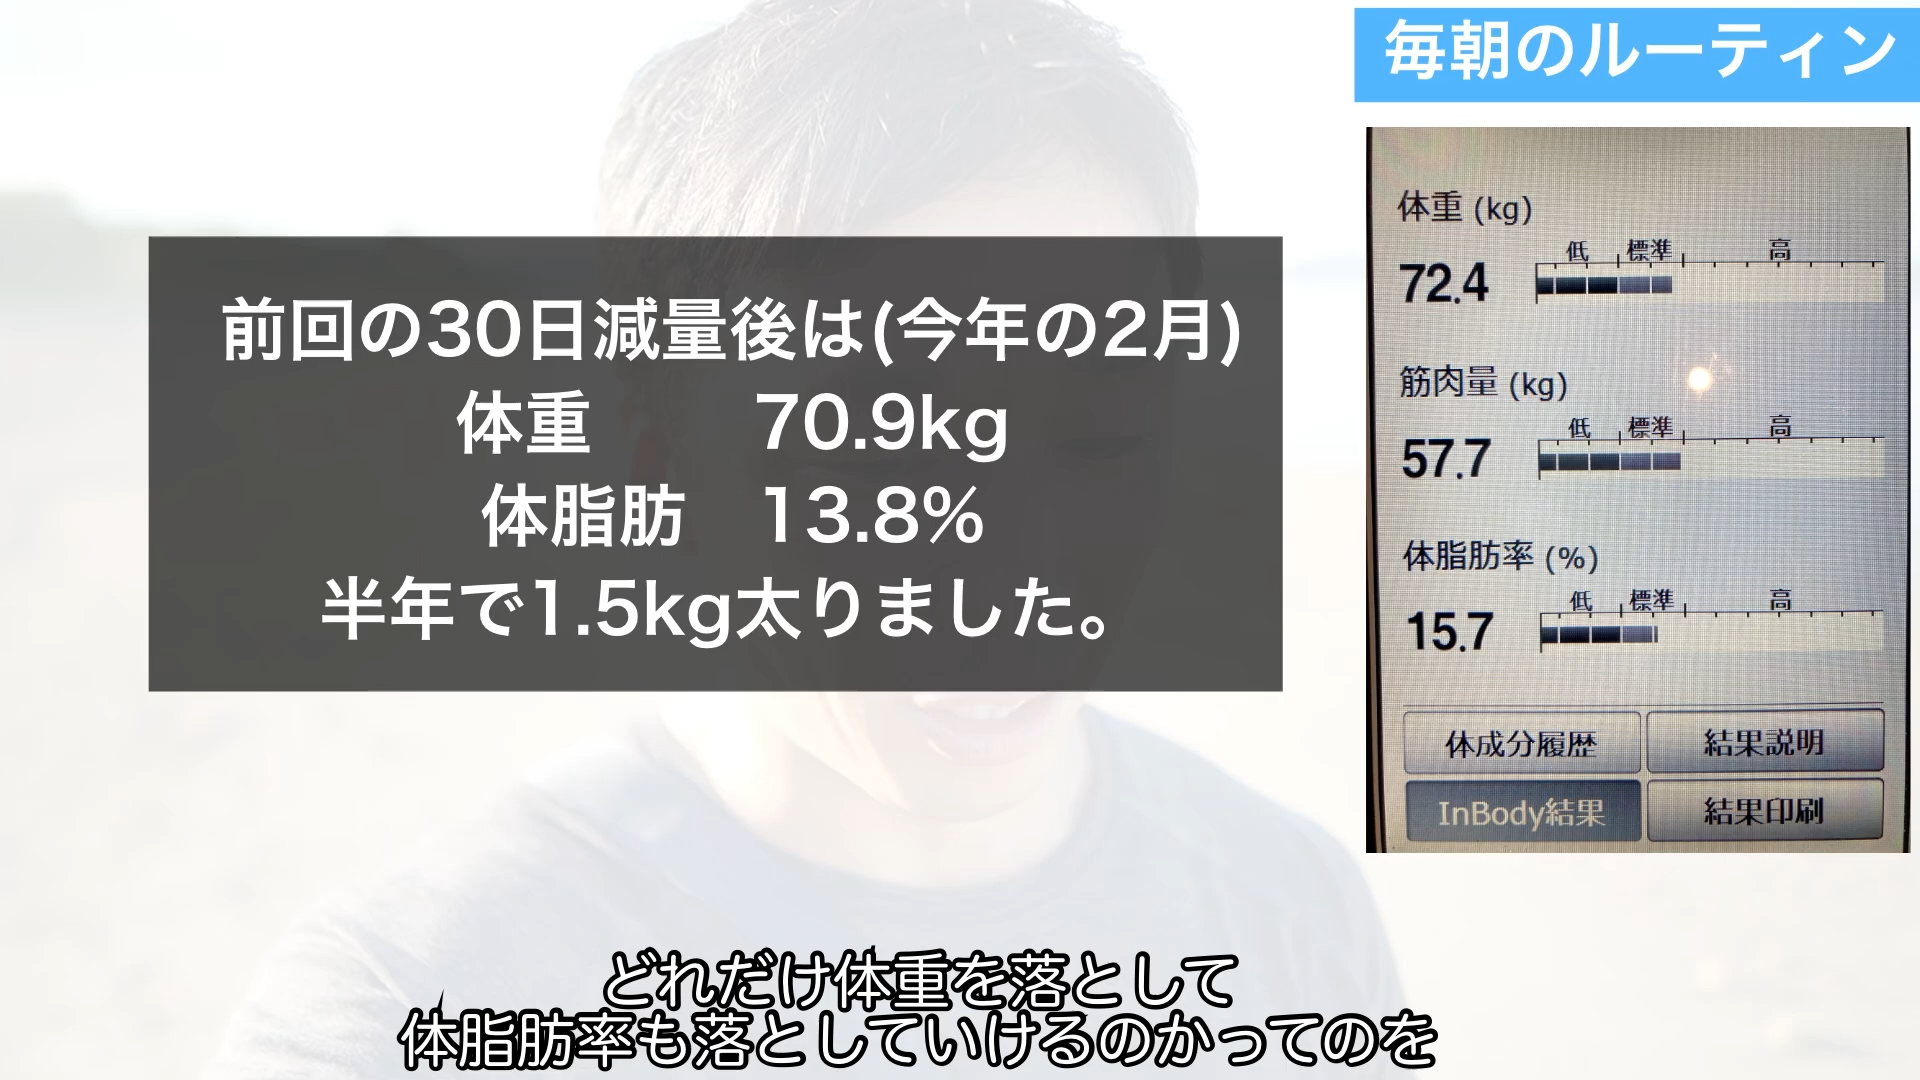 毎朝のルーティン
前回の30日減量後は(今年の2月)
体重 70.9kg
体脂肪 13.8%
半年で1.5kg太りました。
体重 (kg)
低 標準 高
72.4
筋肉量 (kg)
低 標準 高
57.7
体脂肪率 (%)
低 標準 高
15.7
体成分履歴 結果説明
InBody結果 結果印刷
どれだけ体重を落として
体脂肪率も落としていけるのかってのを